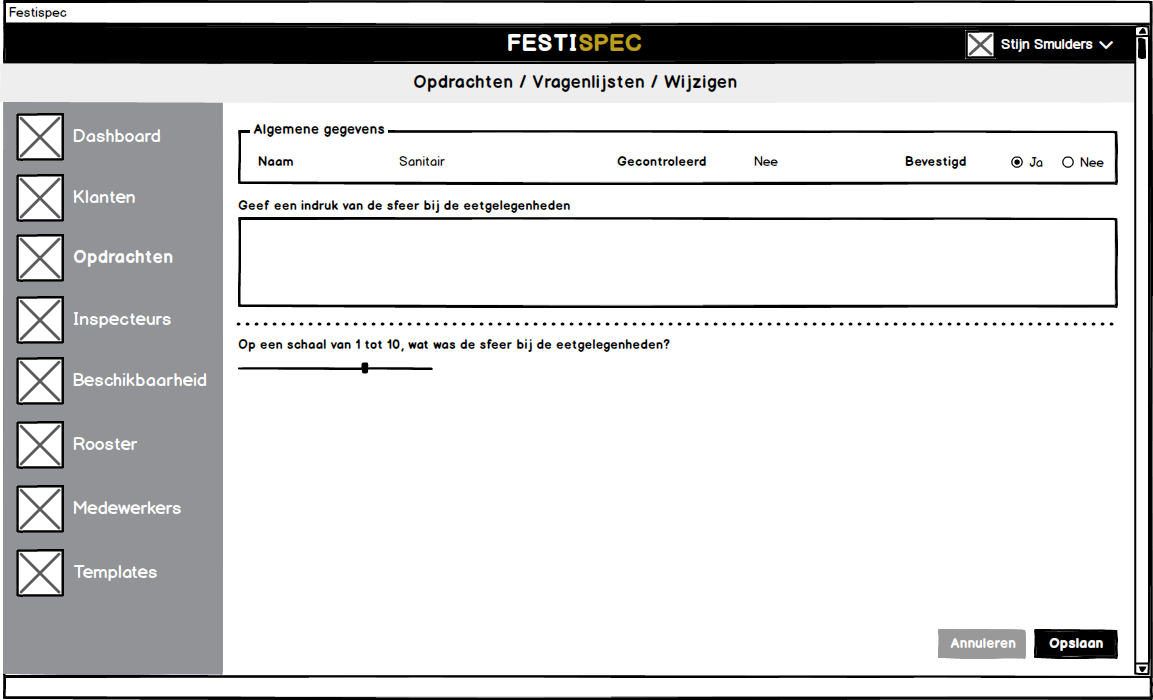 Festispec
FESTISPEC
Stijn Smulders
Opdrachten / Vragenlijsten / Wijzigen
Dashboard
Klanten
Opdrachten
Inspecteurs
Beschikbaarheid
Rooster
Medewerkers
Templates
Algemene gegevens
Naam Sanitair Gecontroleerd Nee Bevestigd Ja Nee
Geef een indruk van de sfeer bij de eetgelegenheden
Op een schaal van 1 tot 10, wat was de sfeer bij de eetgelegenheden?
Annuleren Opslaan